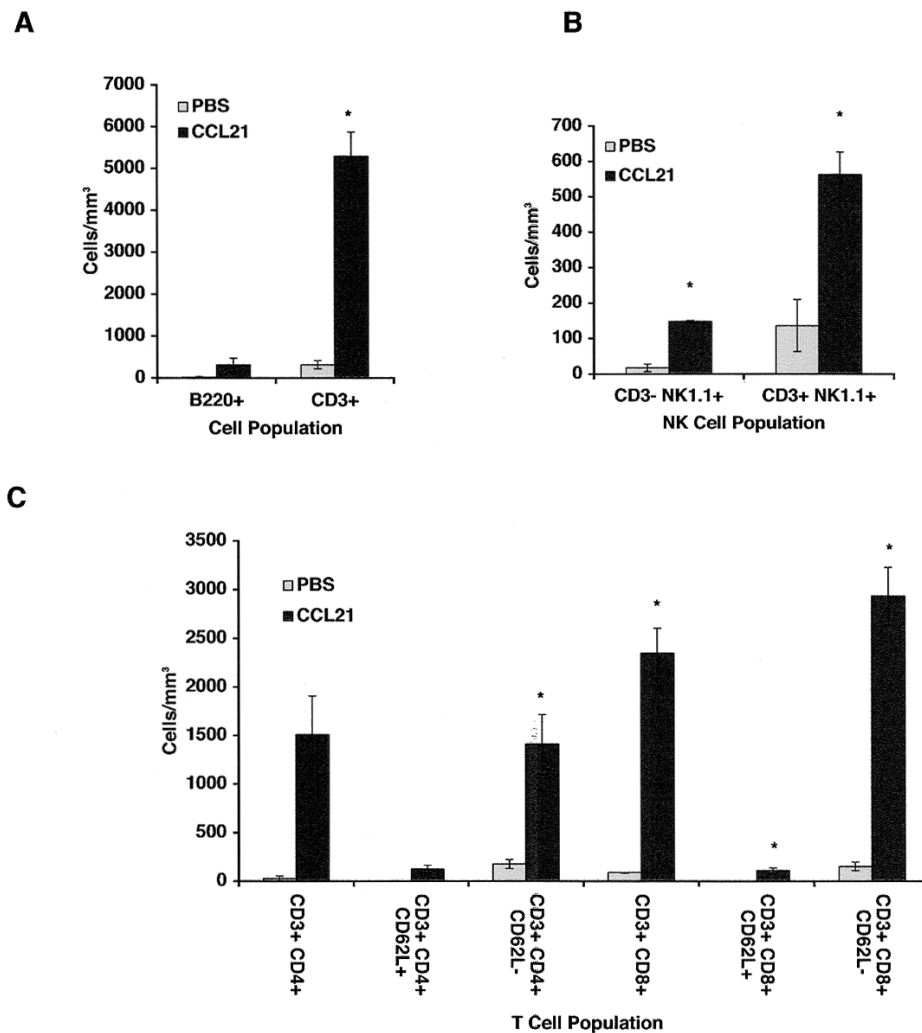 A
7000
6000
5000
4000
3000
2000
1000
0
Cells/mm³
PBS
CCL21
*
B220+ CD3+
Cell Population
B
700
600
500
400
300
200
100
0
Cells/mm³
PBS
CCL21
*
*
CD3- NK1.1+ CD3+ NK1.1+
NK Cell Population
C
3500
3000
2500
2000
1500
1000
500
0
Cells/mm³
PBS
CCL21
*
*
*
*
CD3+ CD4+
CD3+ CD4+
CD62L+
CD3+ CD4+
CD62L-
CD3+ CD8+
CD3+ CD8+
CD62L+
CD3+ CD8+
CD62L-
T Cell Population